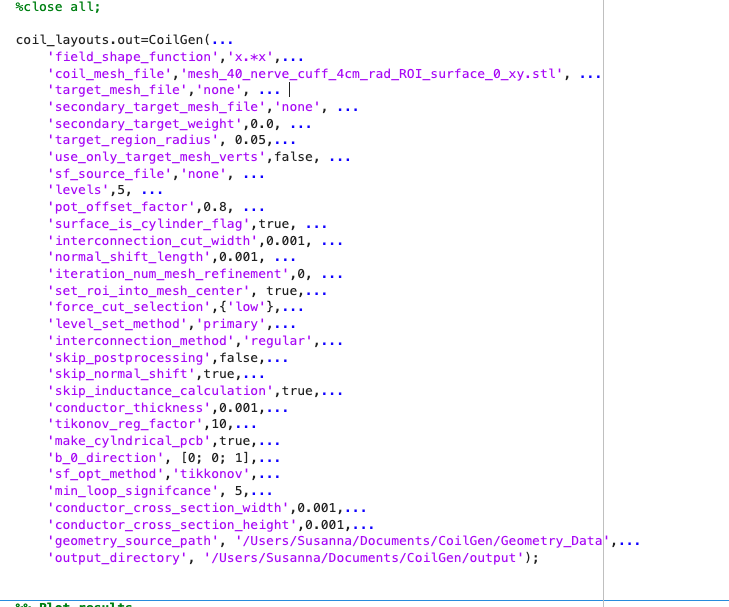 %close all;
coil_layouts.out=CoilGen(...
'field_shape_function','x.*x',...
'coil_mesh_file','mesh_40_nerve_cuff_4cm_rad_ROI_surface_0_xy.stl', ...
'target_mesh_file','none', ...
'secondary_target_mesh_file','none', ...
'secondary_target_weight',0.0, ...
'target_region_radius', 0.05,...
'use_only_target_mesh_verts',false, ...
'sf_source_file','none', ...
'levels',5, ...
'pot_offset_factor',0.8, ...
'surface_is_cylinder_flag',true, ...
'interconnection_cut_width',0.001, ...
'normal_shift_length',0.001, ...
'iteration_num_mesh_refinement',0, ...
'set_roi_into_mesh_center', true,...
'force_cut_selection',{'low'},...
'level_set_method','primary',...
'interconnection_method','regular',...
'skip_postprocessing',false,...
'skip_normal_shift',true,...
'skip_inductance_calculation',true,...
'conductor_thickness',0.001,...
'tikonov_reg_factor',10,...
'make_cylndrical_pcb',true,...
'b_0_direction', [0; 0; 1],...
'sf_opt_method','tikkonov',...
'min_loop_signifcance', 5,...
'conductor_cross_section_width',0.001,...
'conductor_cross_section_height',0.001,...
'geometry_source_path', '/Users/Susanna/Documents/CoilGen/Geometry_Data',...
'output_directory', '/Users/Susanna/Documents/CoilGen/output');
%% Plot results